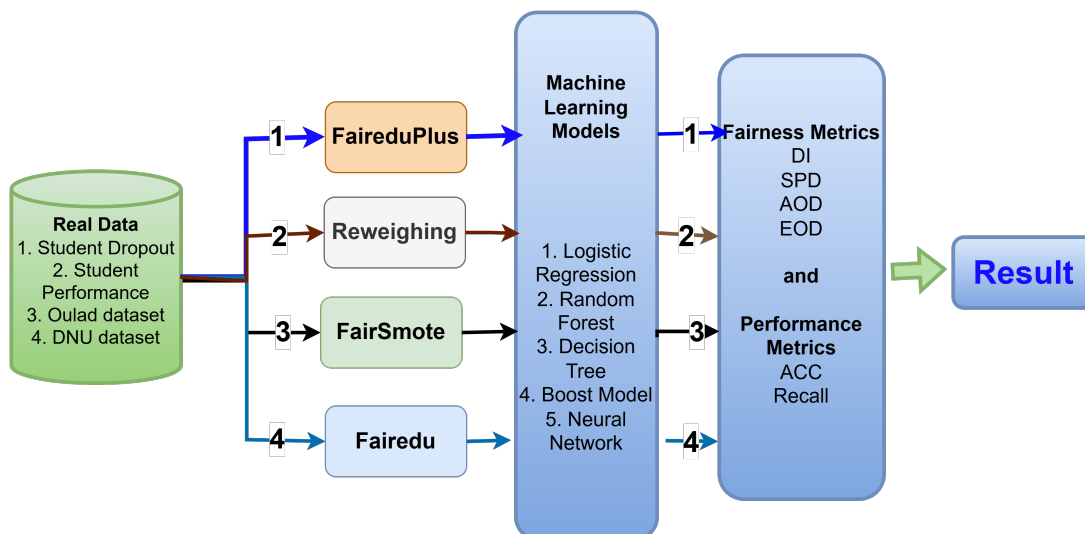 Real Data
1. Student Dropout
2. Student
Performance
3. Oulad dataset
4. DNU dataset
1
FaireduPlus
2
Reweighing
3
FairSmote
4
Fairedu
Machine
Learning
Models
1. Logistic
Regression
2. Random
Forest
3. Decision
Tree
4. Boost Model
5. Neural
Network
1
2
3
4
Fairness Metrics
DI
SPD
AOD
EOD
and
Performance
Metrics
ACC
Recall
Result